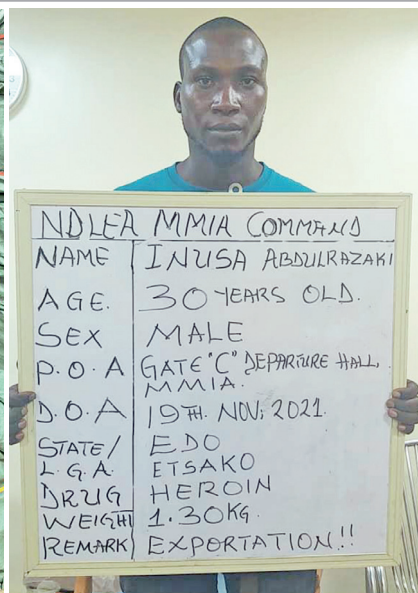 NDLEA MMIA COMMAND
NAME INUSA ABDULRAZAKI
AGE. 30 YEARS OLD.
SEX MALE
P.O.A GATE "C" DEPARTURE HALL,
MMIA.
D.O.A 19TH. NOV; 2021.
STATE/ EDO
L.G.A. ETSAKO
DRUG HEROIN
WEIGHT 1.30KG.
REMARK EXPORTATION!!